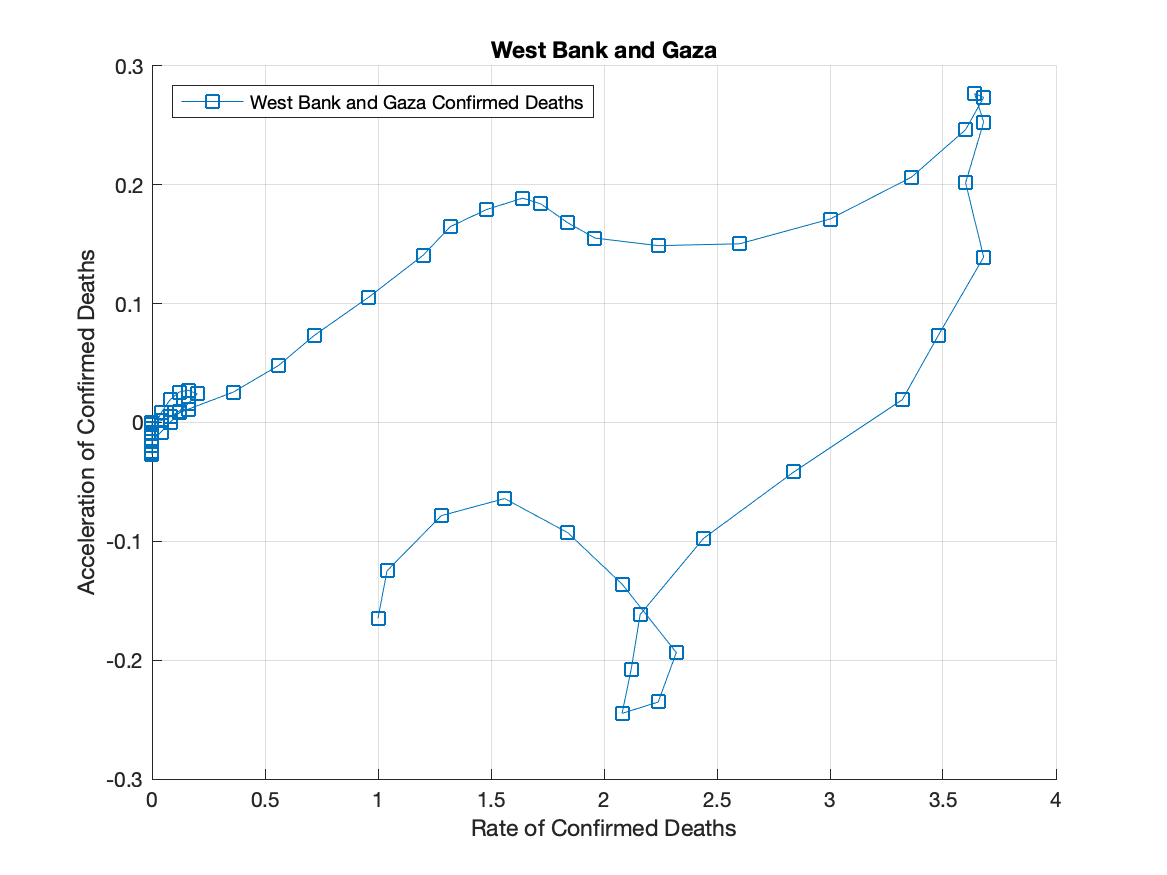 West Bank and Gaza
West Bank and Gaza Confirmed Deaths
Acceleration of Confirmed Deaths
0.3
0.2
0.1
0
-0.1
-0.2
-0.3
0 0.5 1 1.5 2 2.5 3 3.5 4
Rate of Confirmed Deaths